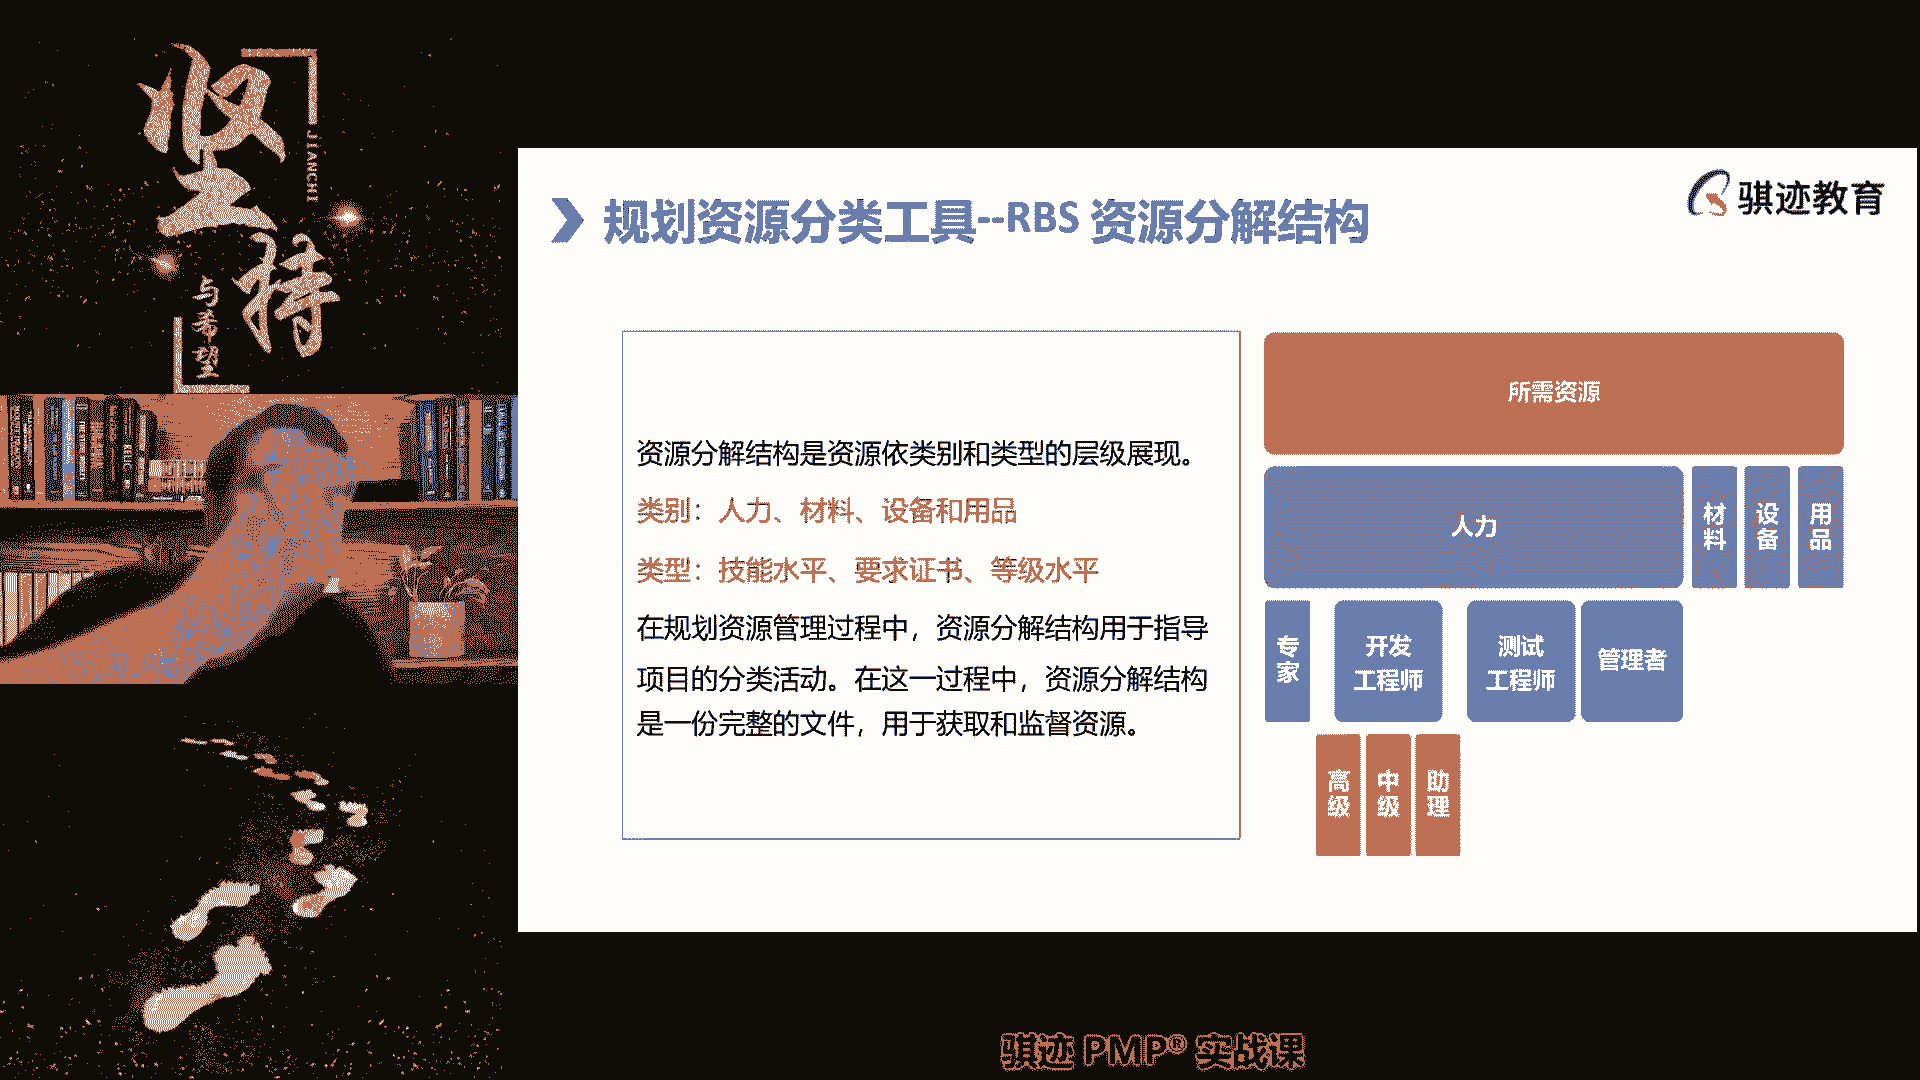 坚持
JIANCHI
与希望
规划资源分类工具--RBS 资源分解结构
骐迹教育
资源分解结构是资源依类别和类型的层级展现。
类别：人力、材料、设备和用品
类型：技能水平、要求证书、等级水平
在规划资源管理过程中，资源分解结构用于指导
项目的分类活动。在这一过程中，资源分解结构
是一份完整的文件，用于获取和监督资源。
所需资源
人力
材料
设备
用品
专家
开发
工程师
测试
工程师
管理者
高级
中级
助理
骐迹 PMP® 实战课